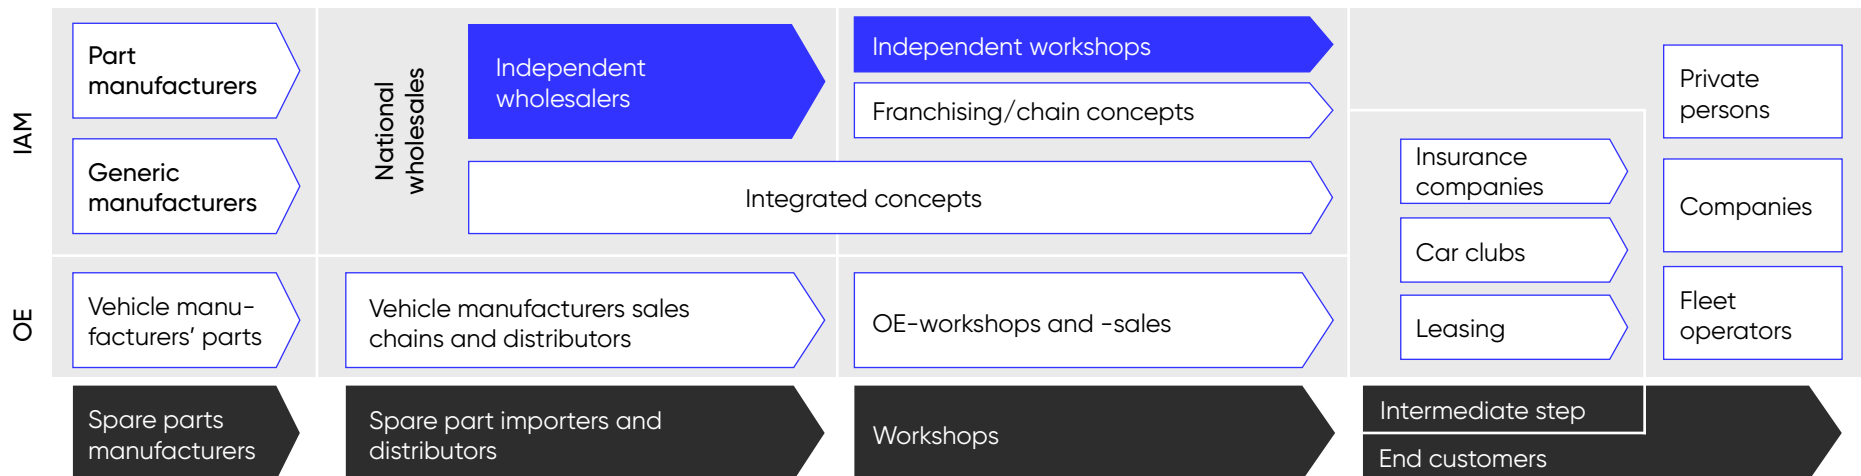 IAM
Part
manufacturers
Generic
manufacturers
National
wholesales
Independent
wholesalers
Independent workshops
Franchising/chain concepts
Integrated concepts
Insurance
companies
Car clubs
Leasing
Private
persons
Companies
Fleet
operators
OE
Vehicle manu-
facturers’ parts
Vehicle manufacturers sales
chains and distributors
OE-workshops and -sales
Spare parts
manufacturers
Spare part importers and
distributors
Workshops
Intermediate step
End customers